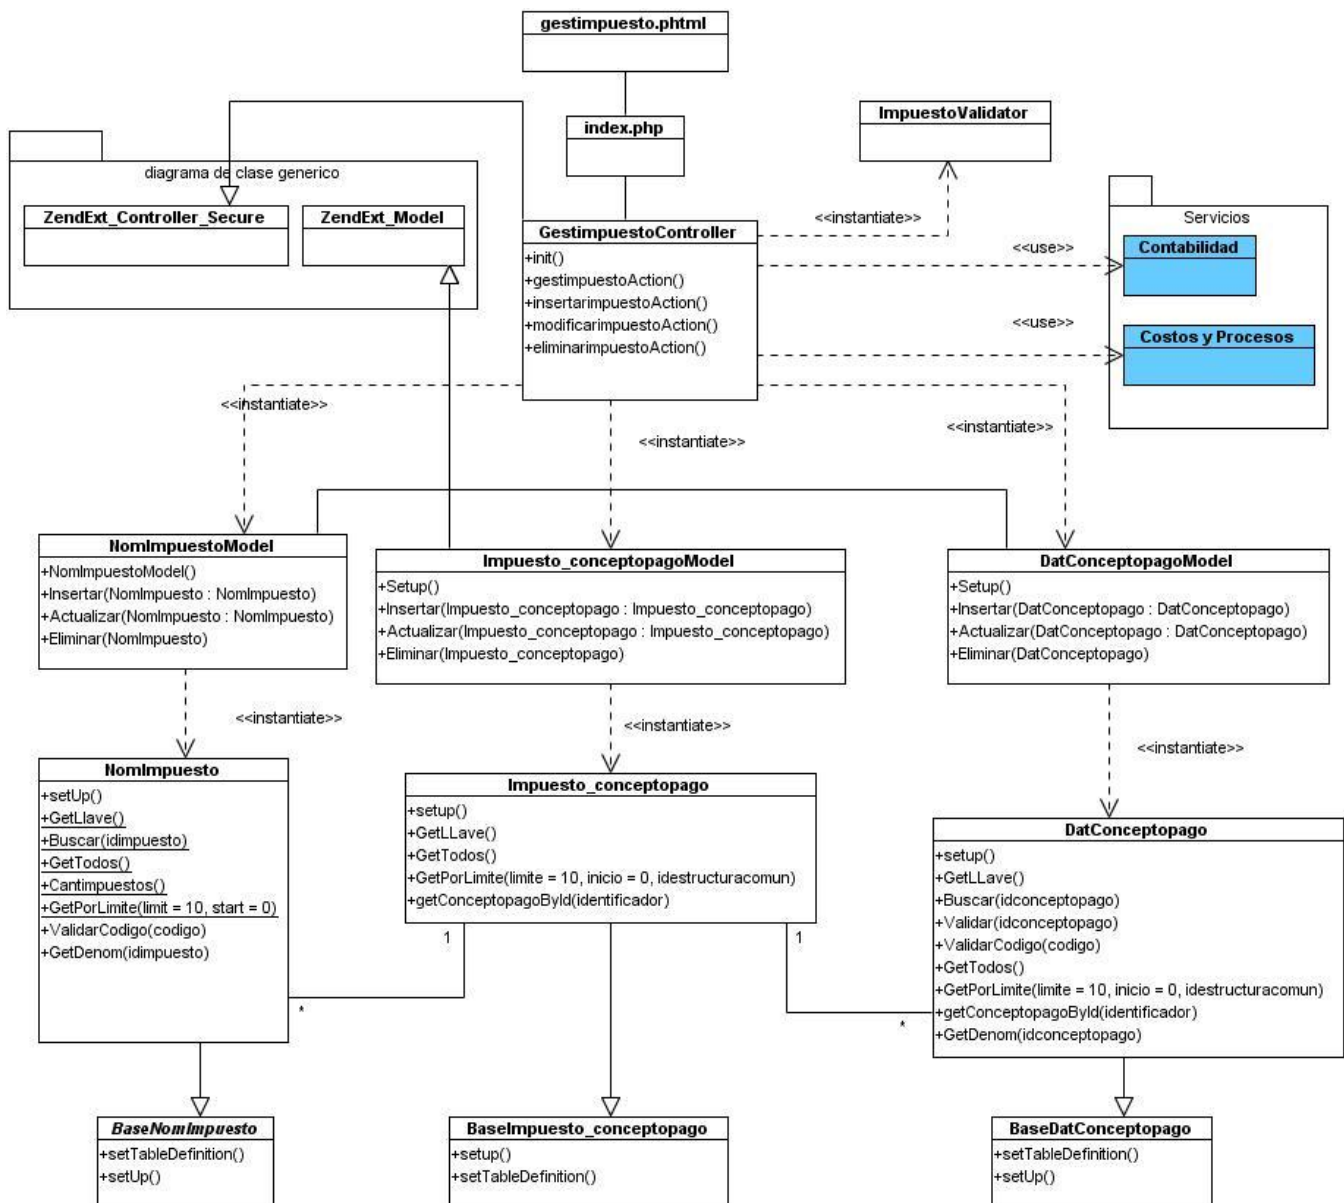 gestimpuesto.phtml
index.php
ImpuestoValidator
diagrama de clase generico
ZendExt_Controller_Secure
ZendExt_Model
GestimpuestoController
+init()
+gestimpuestoAction()
+insertarimpuestoAction()
+modificarimpuestoAction()
+eliminarimpuestoAction()
<<instantiate>>
Servicios
<<use>>
Contabilidad
<<use>>
Costos y Procesos
<<instantiate>>
<<instantiate>>
<<instantiate>>
NomImpuestoModel
+NomImpuestoModel()
+Insertar(NomImpuesto : NomImpuesto)
+Actualizar(NomImpuesto : NomImpuesto)
+Eliminar(NomImpuesto)
Impuesto_conceptopagoModel
+Setup()
+Insertar(Impuesto_conceptopago : Impuesto_conceptopago)
+Actualizar(Impuesto_conceptopago : Impuesto_conceptopago)
+Eliminar(Impuesto_conceptopago)
DatConceptopagoModel
+Setup()
+Insertar(DatConceptopago : DatConceptopago)
+Actualizar(DatConceptopago : DatConceptopago)
+Eliminar(DatConceptopago)
<<instantiate>>
<<instantiate>>
<<instantiate>>
NomImpuesto
+setUp()
+GetLlave()
+Buscar(idimpuesto)
+GetTodos()
+Cantimpuestos()
+GetPorLimite(limit = 10, start = 0)
+ValidarCodigo(codigo)
+GetDenom(idimpuesto)
Impuesto_conceptopago
+setup()
+GetLLave()
+GetTodos()
+GetPorLimite(limite = 10, inicio = 0, idestructuracomun)
+getConceptopagoById(identificador)
DatConceptopago
+setup()
+GetLLave()
+Buscar(idconceptopago)
+Validar(idconceptopago)
+ValidarCodigo(codigo)
+GetTodos()
+GetPorLimite(limite = 10, inicio = 0, idestructuracomun)
+getConceptopagoById(identificador)
+GetDenom(idconceptopago)
1
1
*
*
BaseNomImpuesto
+setTableDefinition()
+setUp()
BaseImpuesto_conceptopago
+setup()
+setTableDefinition()
BaseDatConceptopago
+setTableDefinition()
+setUp()